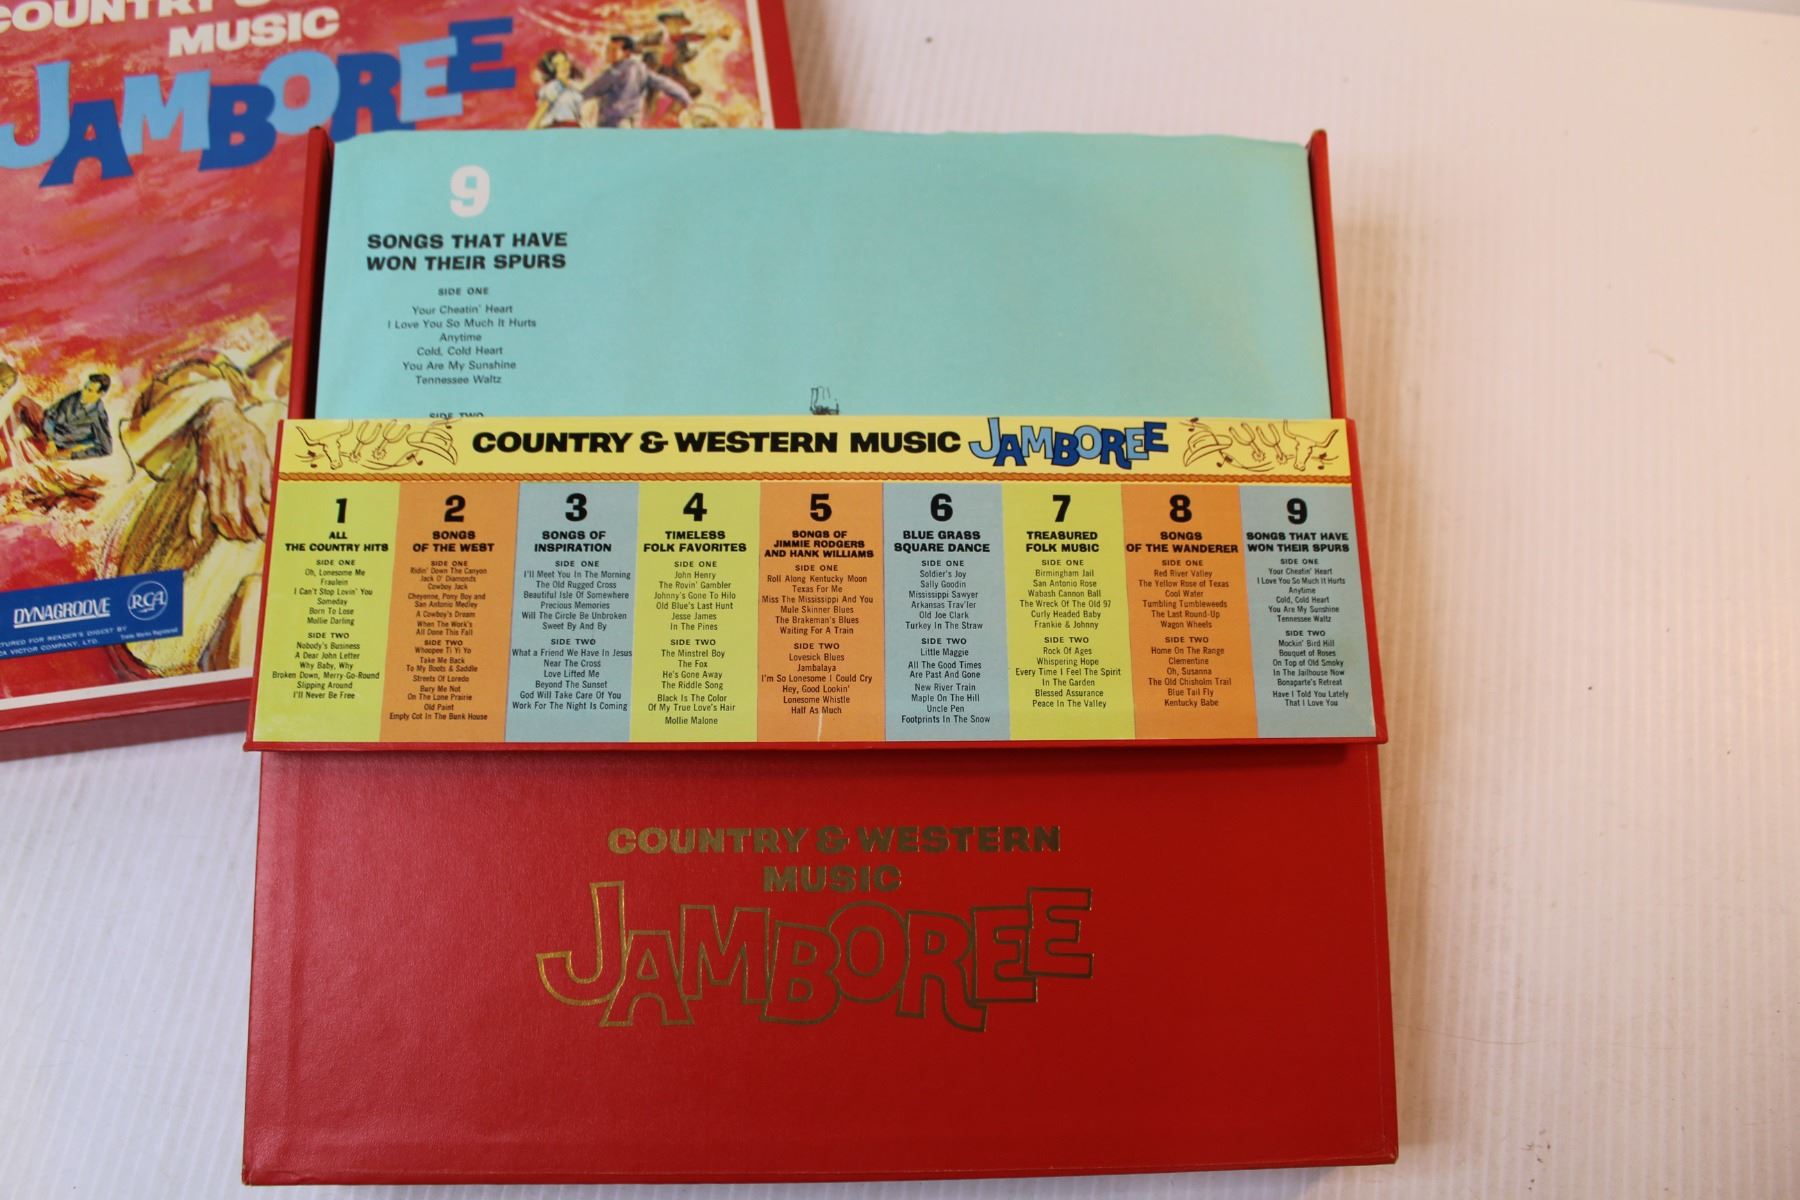 COUNTRY
MUSIC
JAMBOREE
DYNAGROOVE
RCA
Trade Marks Registered
TURED FOR READER'S DIGEST BY
CA VICTOR COMPANY, LTD.
9
SONGS THAT HAVE
WON THEIR SPURS
SIDE ONE
Your Cheatin' Heart
I Love You So Much It Hurts
Anytime
Cold, Cold Heart
You Are My Sunshine
Tennessee Waltz
SIDE TWO
COUNTRY & WESTERN MUSIC JAMBOREE
1
ALL
THE COUNTRY HITS
SIDE ONE
Oh, Lonesome Me
Fraulein
I Can't Stop Lovin' You
Someday
Born To Lose
Mollie Darling
SIDE TWO
Nobody's Business
A Dear John Letter
Why Baby, Why
Broken Down, Merry-Go-Round
Slipping Around
I'll Never Be Free
2
SONGS
OF THE WEST
SIDE ONE
Ridin' Down The Canyon
Jack O' Diamonds
Cowboy Jack
Cheyenne, Pony Boy and
San Antonio Medley
A Cowboy's Dream
When The Work's
All Done This Fall
SIDE TWO
Whoopee Ti Yi Yo
Take Me Back
To My Boots & Saddle
Streets Of Loredo
Bury Me Not
On The Lone Prairie
Old Paint
Empty Cot In The Bunk House
3
SONGS OF
INSPIRATION
SIDE ONE
I'll Meet You In The Morning
The Old Rugged Cross
Beautiful Isle Of Somewhere
Precious Memories
Will The Circle Be Unbroken
Sweet By And By
SIDE TWO
What a Friend We Have In Jesus
Near The Cross
Love Lifted Me
Beyond The Sunset
God Will Take Care Of You
Work For The Night Is Coming
4
TIMELESS
FOLK FAVORITES
SIDE ONE
John Henry
The Rovin' Gambler
Johnny's Gone To Hilo
Old Blue's Last Hunt
Jesse James
In The Pines
SIDE TWO
The Minstrel Boy
The Fox
He's Gone Away
The Riddle Song
Black Is The Color
Of My True Love's Hair
Mollie Malone
5
SONGS OF
JIMMIE RODGERS
AND HANK WILLIAMS
SIDE ONE
Roll Along Kentucky Moon
Texas For Me
Miss The Mississippi And You
Mule Skinner Blues
The Brakeman's Blues
Waiting For A Train
SIDE TWO
Lovesick Blues
Jambalaya
I'm So Lonesome I Could Cry
Hey, Good Lookin'
Lonesome Whistle
Half As Much
6
BLUE GRASS
SQUARE DANCE
SIDE ONE
Soldier's Joy
Sally Goodin
Mississippi Sawyer
Arkansas Trav'ler
Old Joe Clark
Turkey In The Straw
SIDE TWO
Little Maggie
All The Good Times
Are Past And Gone
New River Train
Maple On The Hill
Uncle Pen
Footprints In The Snow
7
TREASURED
FOLK MUSIC
SIDE ONE
Birmingham Jail
San Antonio Rose
Wabash Cannon Ball
The Wreck Of The Old 97
Curly Headed Baby
Frankie & Johnny
SIDE TWO
Rock Of Ages
Whispering Hope
Every Time I Feel The Spirit
In The Garden
Blessed Assurance
Peace In The Valley
8
SONGS
OF THE WANDERER
SIDE ONE
Red River Valley
The Yellow Rose of Texas
Cool Water
Tumbling Tumbleweeds
The Last Round-Up
Wagon Wheels
SIDE TWO
Home On The Range
Clementine
Oh, Susanna
The Old Chisholm Trail
Blue Tail Fly
Kentucky Babe
9
SONGS THAT HAVE
WON THEIR SPURS
SIDE ONE
Your Cheatin' Heart
I Love You So Much It Hurts
Anytime
Cold, Cold Heart
You Are My Sunshine
Tennessee Waltz
SIDE TWO
Mockin' Bird Hill
Bouquet of Roses
On Top of Old Smoky
In The Jailhouse Now
Bonaparte's Retreat
Have I Told You Lately
That I Love You
COUNTRY & WESTERN
MUSIC
JAMBOREE